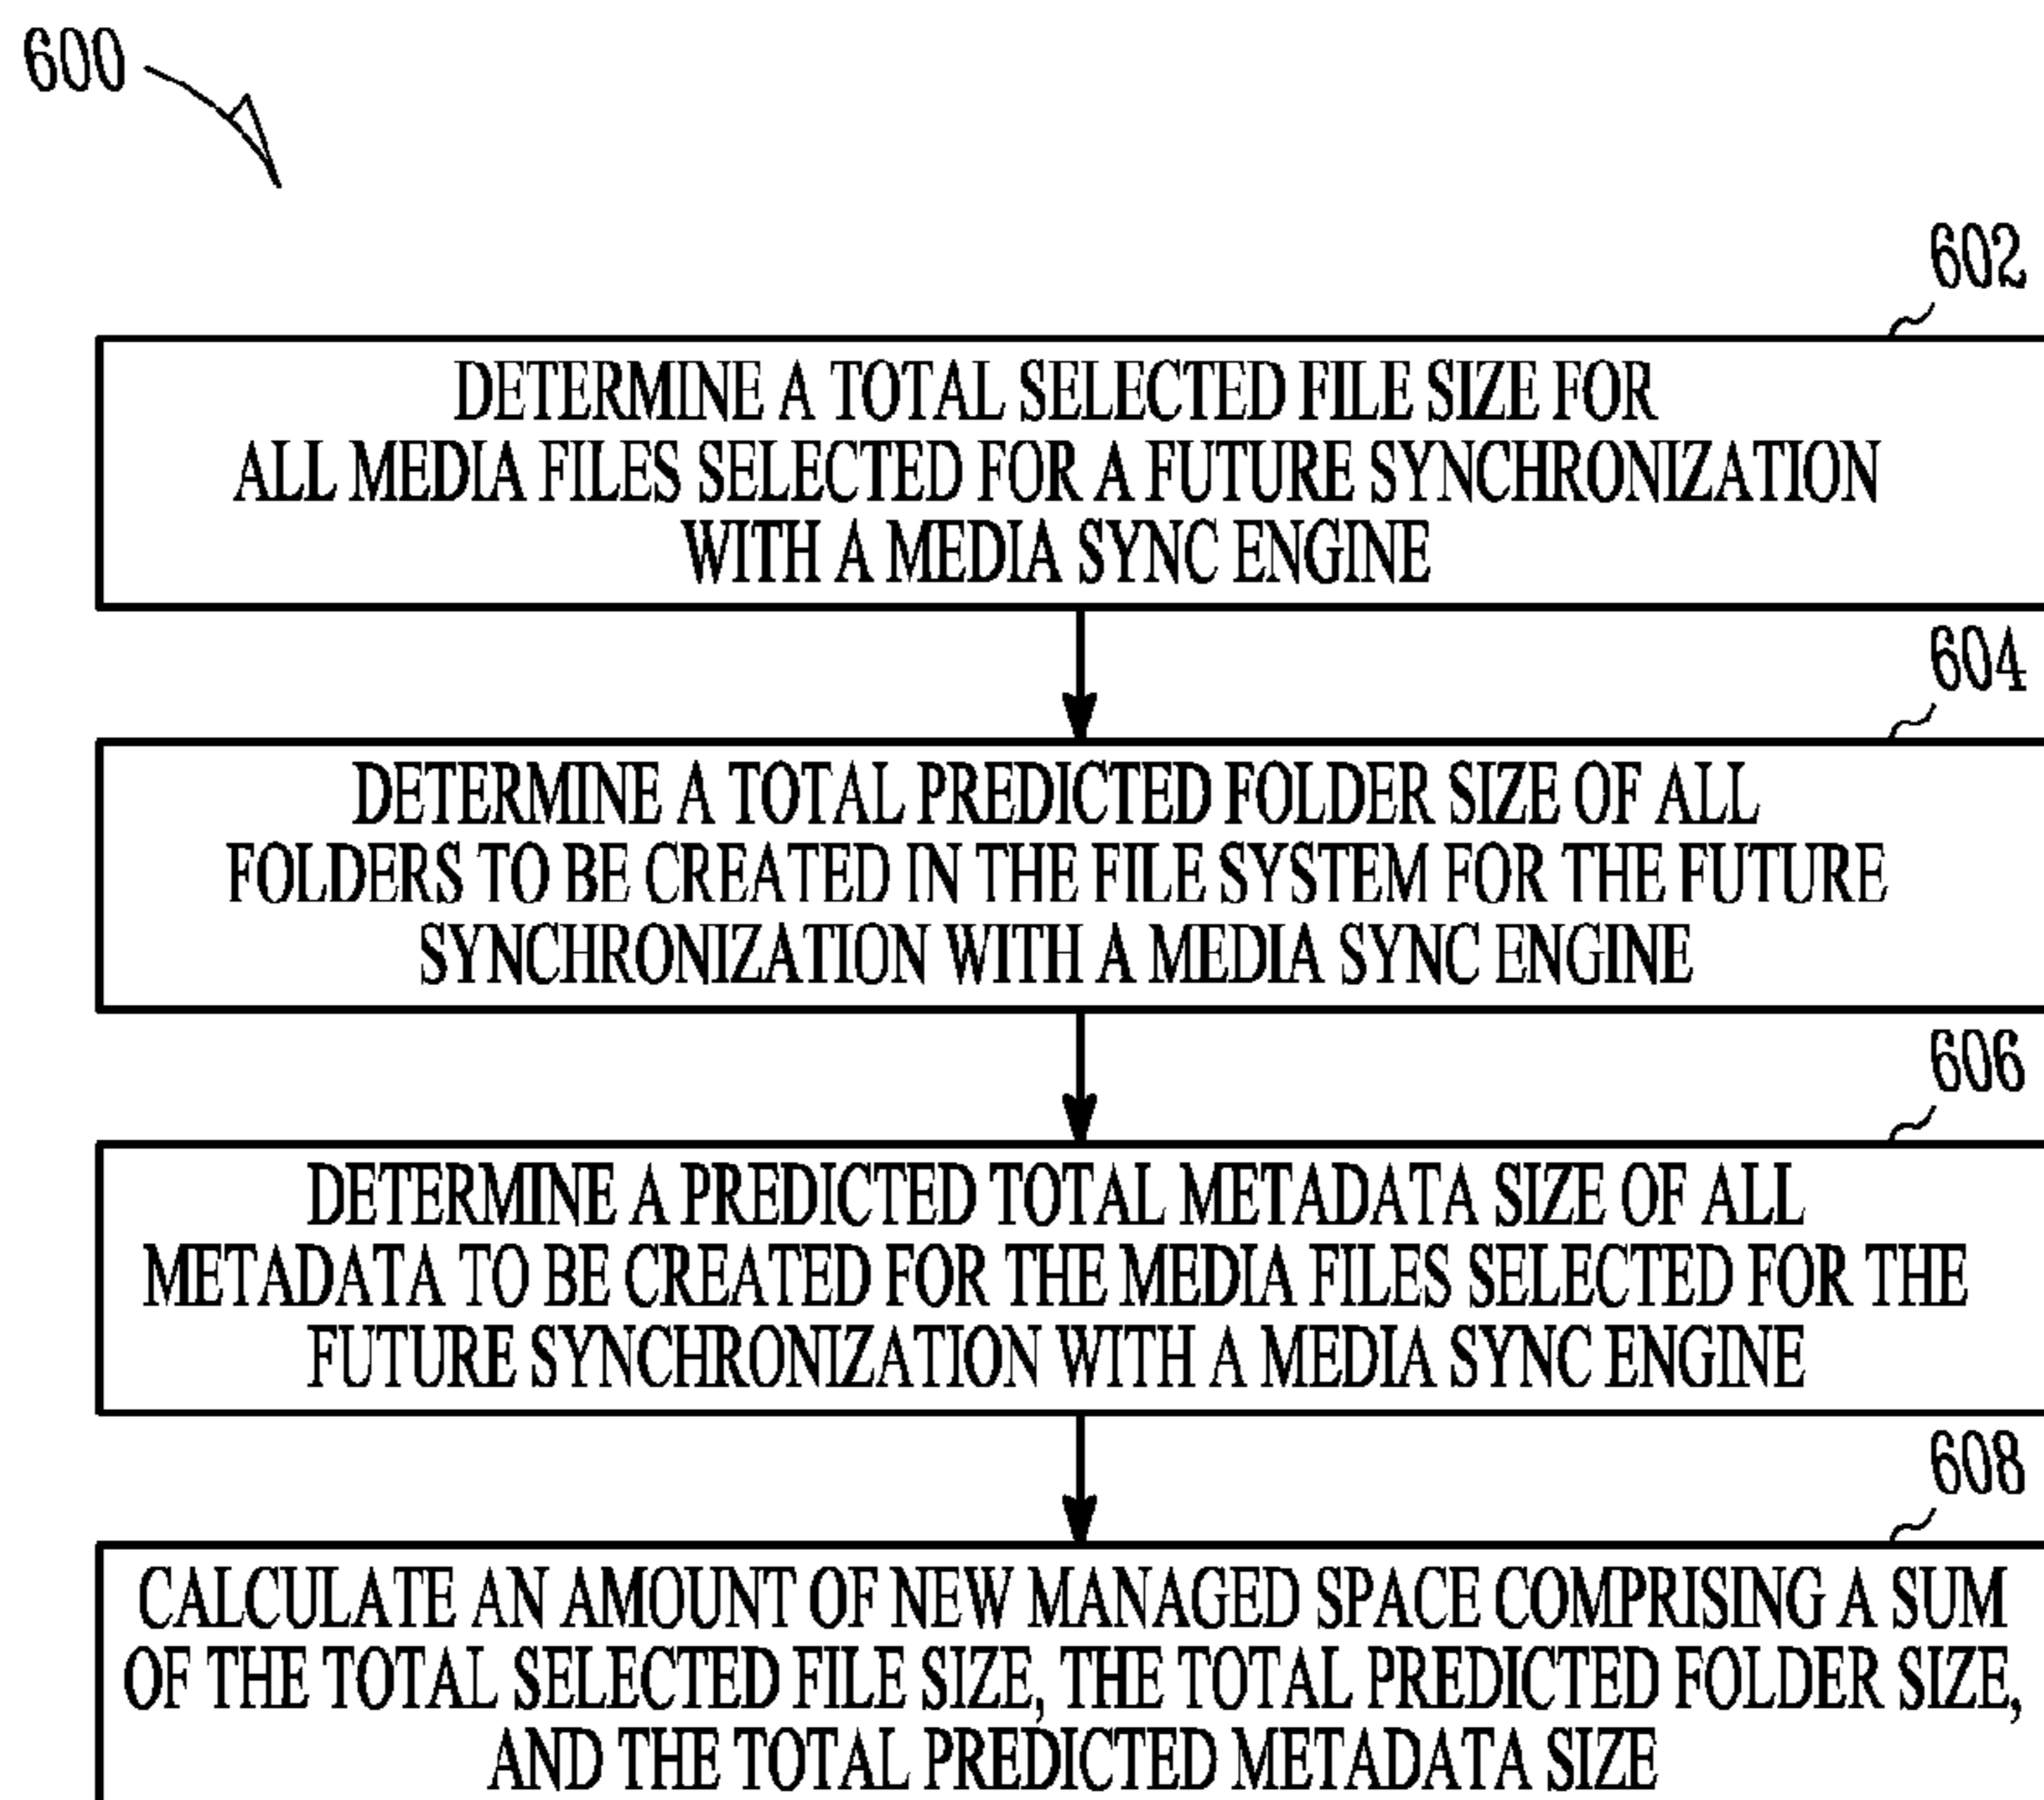 600
602
DETERMINE A TOTAL SELECTED FILE SIZE FOR
ALL MEDIA FILES SELECTED FOR A FUTURE SYNCHRONIZATION
WITH A MEDIA SYNC ENGINE
604
DETERMINE A TOTAL PREDICTED FOLDER SIZE OF ALL
FOLDERS TO BE CREATED IN THE FILE SYSTEM FOR THE FUTURE
SYNCHRONIZATION WITH A MEDIA SYNC ENGINE
606
DETERMINE A PREDICTED TOTAL METADATA SIZE OF ALL
METADATA TO BE CREATED FOR THE MEDIA FILES SELECTED FOR THE
FUTURE SYNCHRONIZATION WITH A MEDIA SYNC ENGINE
608
CALCULATE AN AMOUNT OF NEW MANAGED SPACE COMPRISING A SUM
OF THE TOTAL SELECTED FILE SIZE, THE TOTAL PREDICTED FOLDER SIZE,
AND THE TOTAL PREDICTED METADATA SIZE